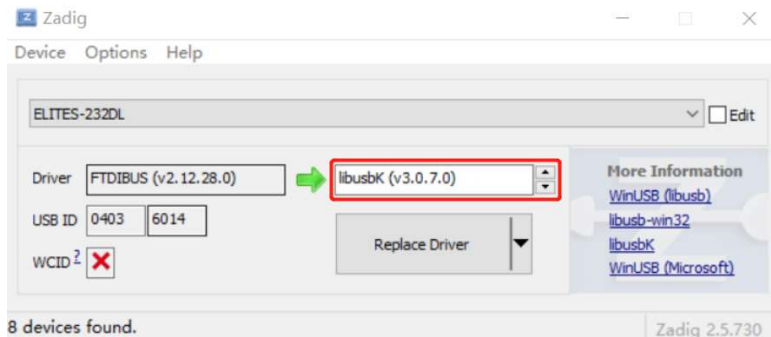 Zadig
Device Options Help
ELITES-232DL
Edit
Driver FTDIBUS (v2.12.28.0) libusbK (v3.0.7.0)
USB ID 0403 6014
WCID ?
Replace Driver
More Information
WinUSB (libusb)
libusb-win32
libusbK
WinUSB (Microsoft)
8 devices found.
Zadig 2.5.730